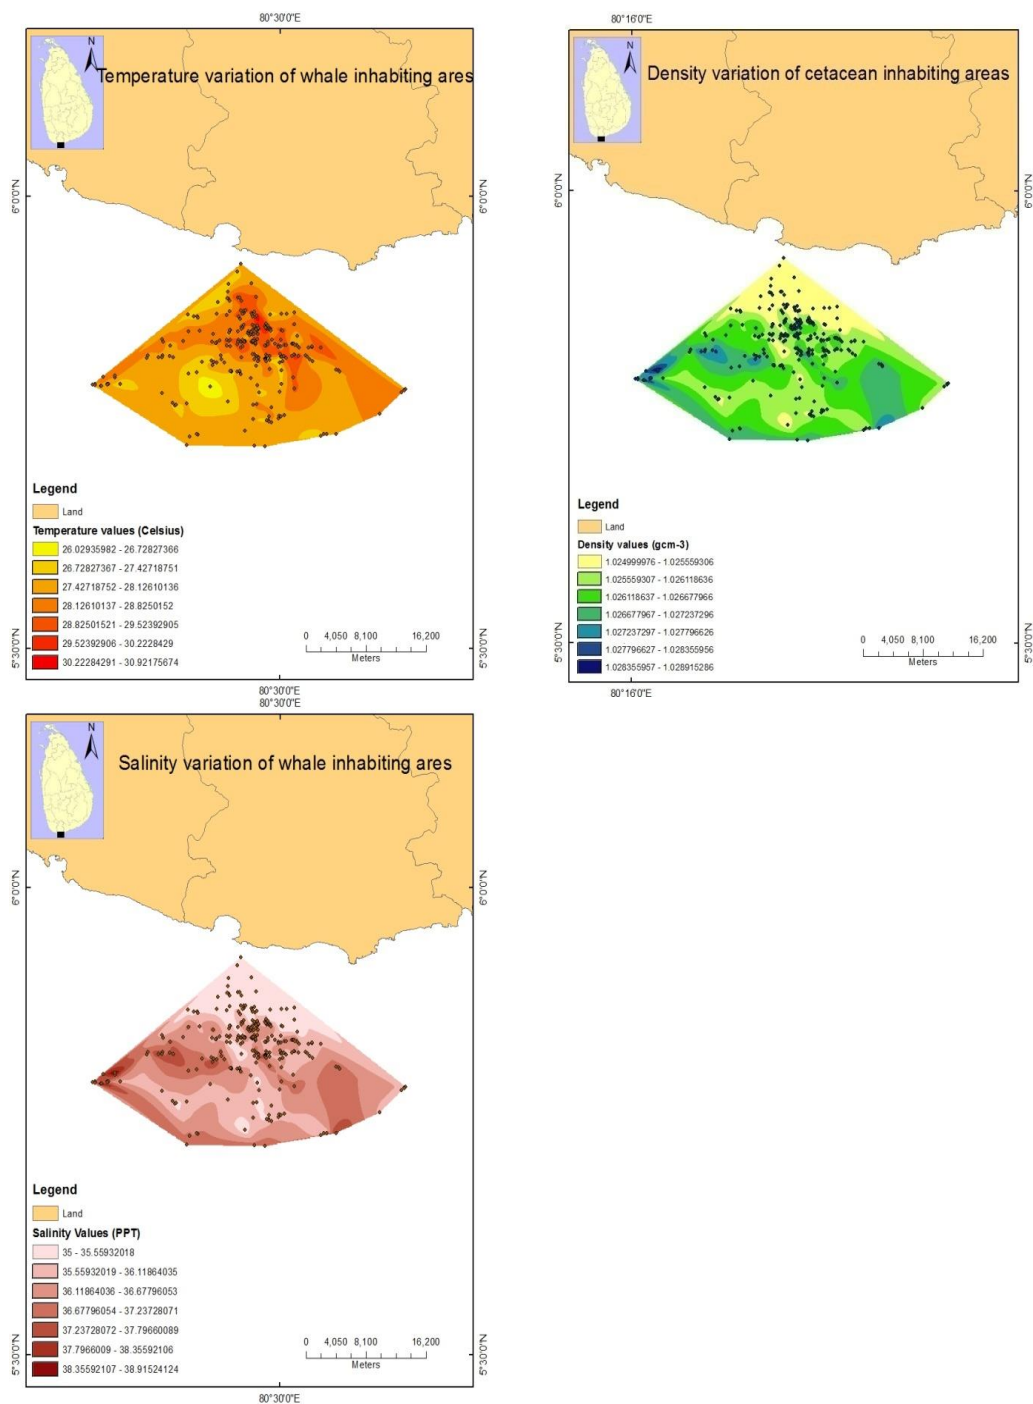 80°30'0"E
N
Temperature variation of whale inhabiting ares
6°0'0"N
6°0'0"N
Legend
Land
Temperature values (Celsius)
26.02935982 - 26.72827366
26.72827367 - 27.42718751
27.42718752 - 28.12610136
28.12610137 - 28.8250152
28.82501521 - 29.52392905
29.52392906 - 30.2228429
30.22284291 - 30.92175674
0 4,050 8,100 16,200
Meters
5°30'0"N
5°30'0"N
80°30'0"E
80°16'0"E
N
Density variation of cetacean inhabiting areas
6°0'0"N
6°0'0"N
Legend
Land
Density values (gcm-3)
1.024999976 - 1.025559306
1.025559307 - 1.026118636
1.026118637 - 1.026677966
1.026677967 - 1.027237296
1.027237297 - 1.027796626
1.027796627 - 1.028355956
1.028355957 - 1.028915286
0 4,050 8,100 16,200
Meters
5°30'0"N
5°30'0"N
80°16'0"E
80°30'0"E
N
Salinity variation of whale inhabiting ares
6°0'0"N
6°0'0"N
Legend
Land
Salinity Values (PPT)
35 - 35.55932018
35.55932019 - 36.11864035
36.11864036 - 36.67796053
36.67796054 - 37.23728071
37.23728072 - 37.79660089
37.7966009 - 38.35592106
38.35592107 - 38.91524124
0 4,050 8,100 16,200
Meters
5°30'0"N
5°30'0"N
80°30'0"E